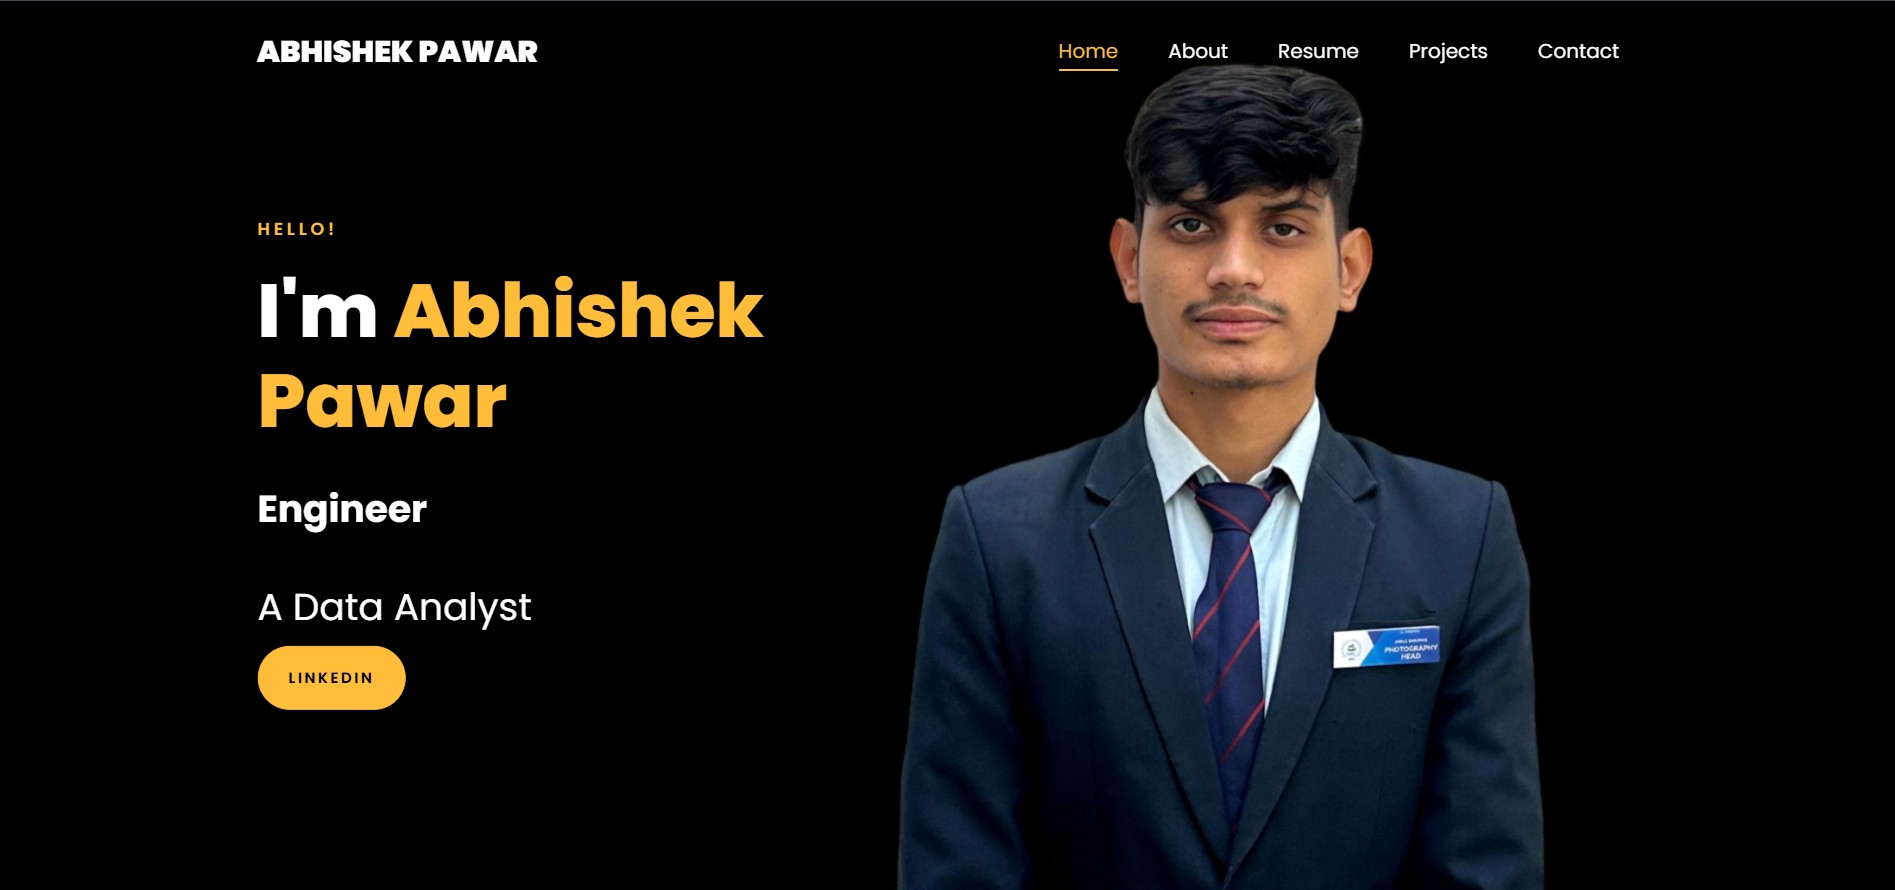 ABHISHEK PAWAR
Home About Resume Projects Contact
HELLO!
I'm Abhishek
Pawar
Engineer
A Data Analyst
LINKEDIN
PHOTOGRAPHY
HEAD